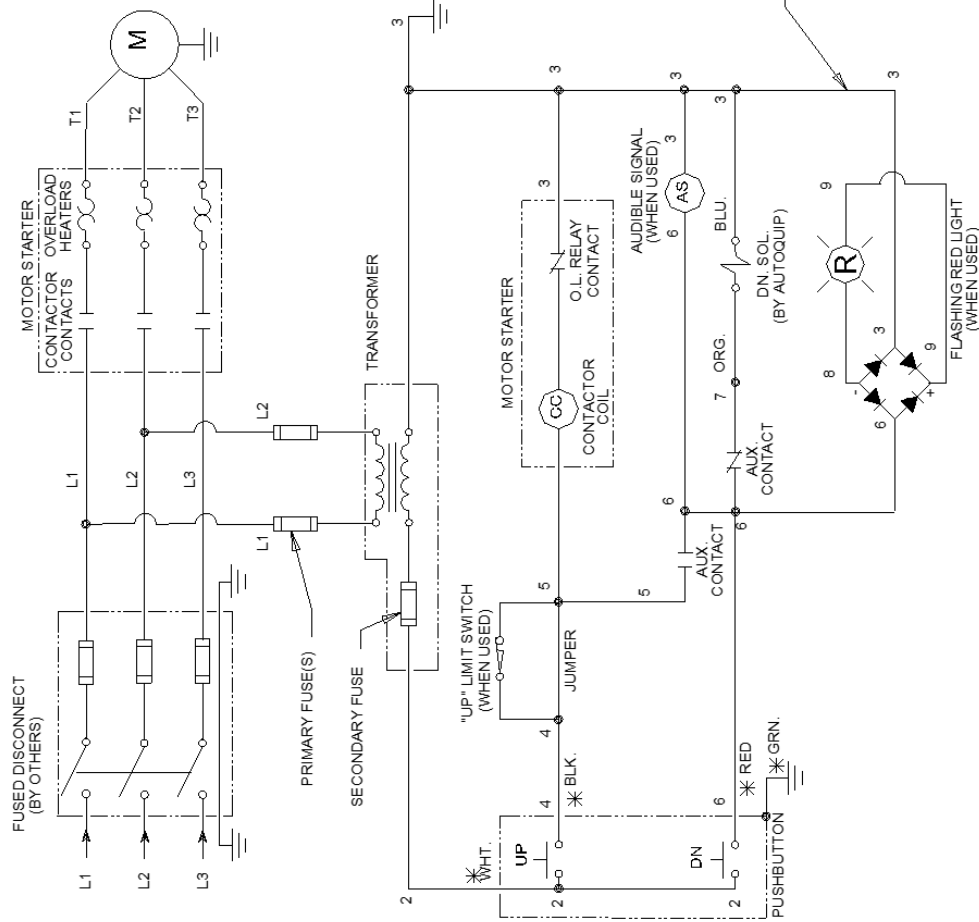 FUSED DISCONNECT
(BY OTHERS)
L1
L2
L3
L1
L2
L3
MOTOR STARTER
CONTACTOR
CONTACTS
OVERLOAD
HEATERS
T1
T2
T3
M
L1
L2
PRIMARY FUSE(S)
SECONDARY FUSE
TRANSFORMER
3
2
WHT.
2
UP
4
BLK.
4
"UP" LIMIT SWITCH
(WHEN USED)
JUMPER
5
MOTOR STARTER
CC
CONTACTOR
COIL
O.L. RELAY
CONTACT
3
3
5
AUX.
CONTACT
6
6
AS
AUDIBLE SIGNAL
(WHEN USED)
3
3
2
DN
6
RED
GRN.
PUSHBUTTON
6
AUX.
CONTACT
7
ORG.
DN. SOL.
(BY AUTOQUIP)
BLU.
3
8
-
6
3
+
9
R
9
FLASHING RED LIGHT
(WHEN USED)
3